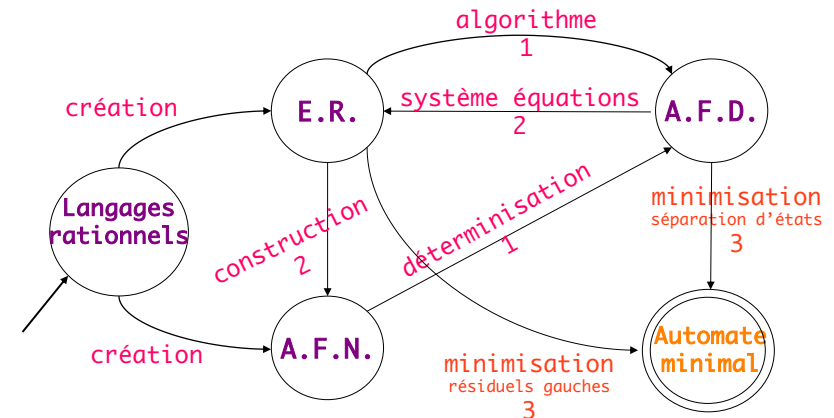 algorithme
1
création
E.R.
système équations
2
A.F.D.
Langages
rationnels
construction
2
déterminisation
1
minimisation
séparation d'états
3
création
A.F.N.
minimisation
résiduels gauches
3
Automate
minimal